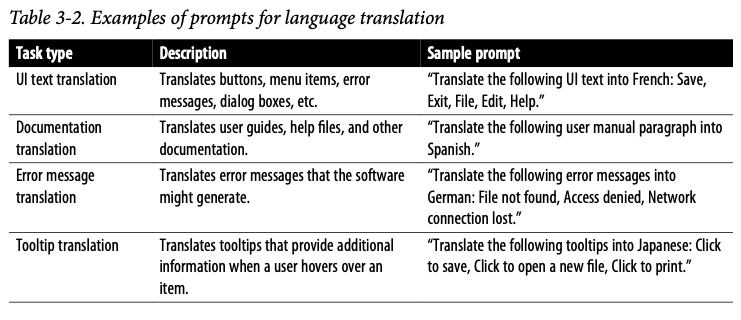 Table 3-2. Examples of prompts for language translation
Task type Description Sample prompt
UI text translation Translates buttons, menu items, error “Translate the following UI text into French: Save,
messages, dialog boxes, etc. Exit, File, Edit, Help.”
Documentation Translates user guides, help files, and other “Translate the following user manual paragraph into
translation documentation. Spanish.”
Error message Translates error messages that the software “Translate the following error messages into
translation might generate. German: File not found, Access denied, Network
connection lost.”
Tooltip translation Translates tooltips that provide additional “Translate the following tooltips into Japanese: Click
information when a user hovers over an to save, Click to open a new file, Click to print.”
item.